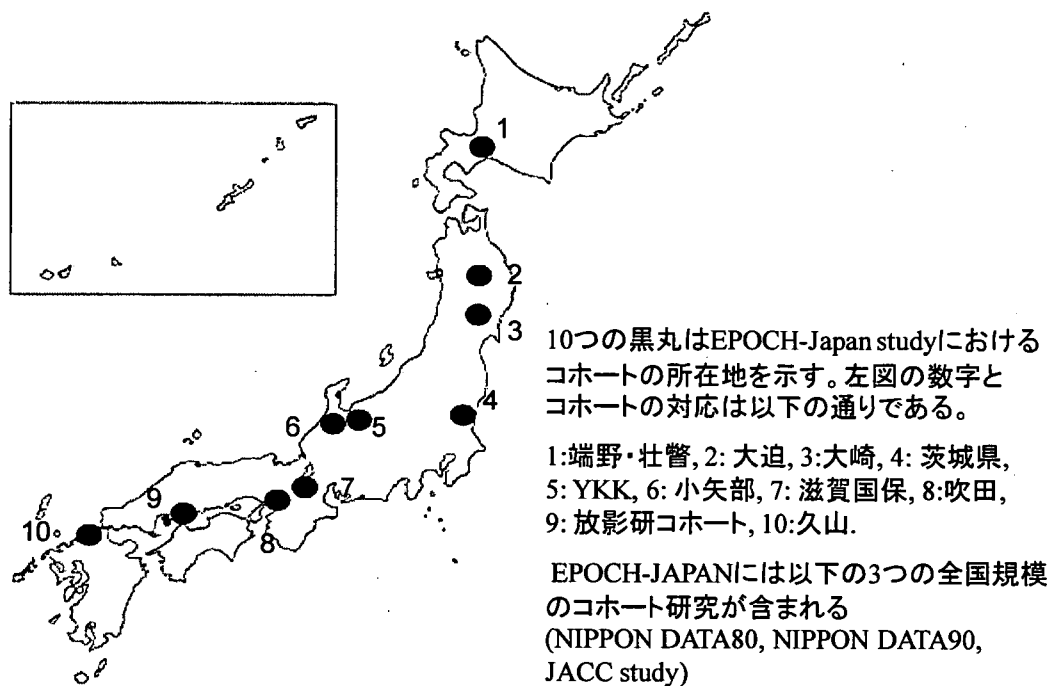 1
2
3
4
5
6
7
8
9
10
10つの黒丸はEPOCH-Japan studyにおける
コホートの所在地を示す。左図の数字と
コホートの対応は以下の通りである。
1:端野・壮瞥, 2: 大迫, 3:大崎, 4: 茨城県,
5: YKK, 6: 小矢部, 7: 滋賀国保, 8:吹田,
9: 放影研コホート, 10:久山.
EPOCH-JAPANには以下の3つの全国規模
のコホート研究が含まれる
(NIPPON DATA80, NIPPON DATA90,
JACC study)